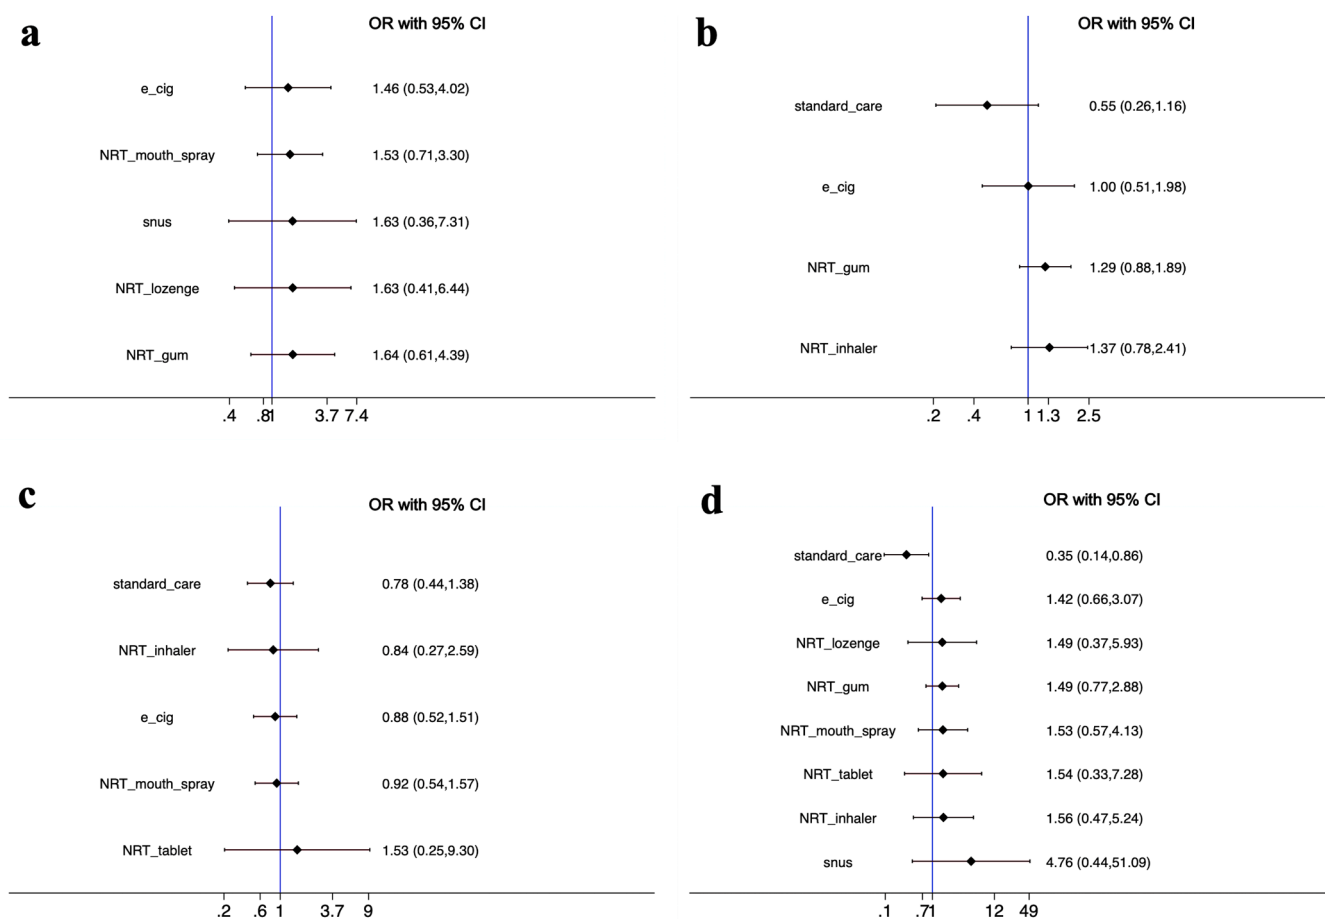 a
OR with 95% CI
e_cig 1.46 (0.53,4.02)
NRT_mouth_spray 1.53 (0.71,3.30)
snus 1.63 (0.36,7.31)
NRT_lozenge 1.63 (0.41,6.44)
NRT_gum 1.64 (0.61,4.39)
.4 .8 1 3.7 7.4
b
OR with 95% CI
standard_care 0.55 (0.26,1.16)
e_cig 1.00 (0.51,1.98)
NRT_gum 1.29 (0.88,1.89)
NRT_inhaler 1.37 (0.78,2.41)
.2 .4 1 1.3 2.5
c
OR with 95% CI
standard_care 0.78 (0.44,1.38)
NRT_inhaler 0.84 (0.27,2.59)
e_cig 0.88 (0.52,1.51)
NRT_mouth_spray 0.92 (0.54,1.57)
NRT_tablet 1.53 (0.25,9.30)
.2 .6 1 3.7 9
d
OR with 95% CI
standard_care 0.35 (0.14,0.86)
e_cig 1.42 (0.66,3.07)
NRT_lozenge 1.49 (0.37,5.93)
NRT_gum 1.49 (0.77,2.88)
NRT_mouth_spray 1.53 (0.57,4.13)
NRT_tablet 1.54 (0.33,7.28)
NRT_inhaler 1.56 (0.47,5.24)
snus 4.76 (0.44,51.09)
.1 .7 1 12 49